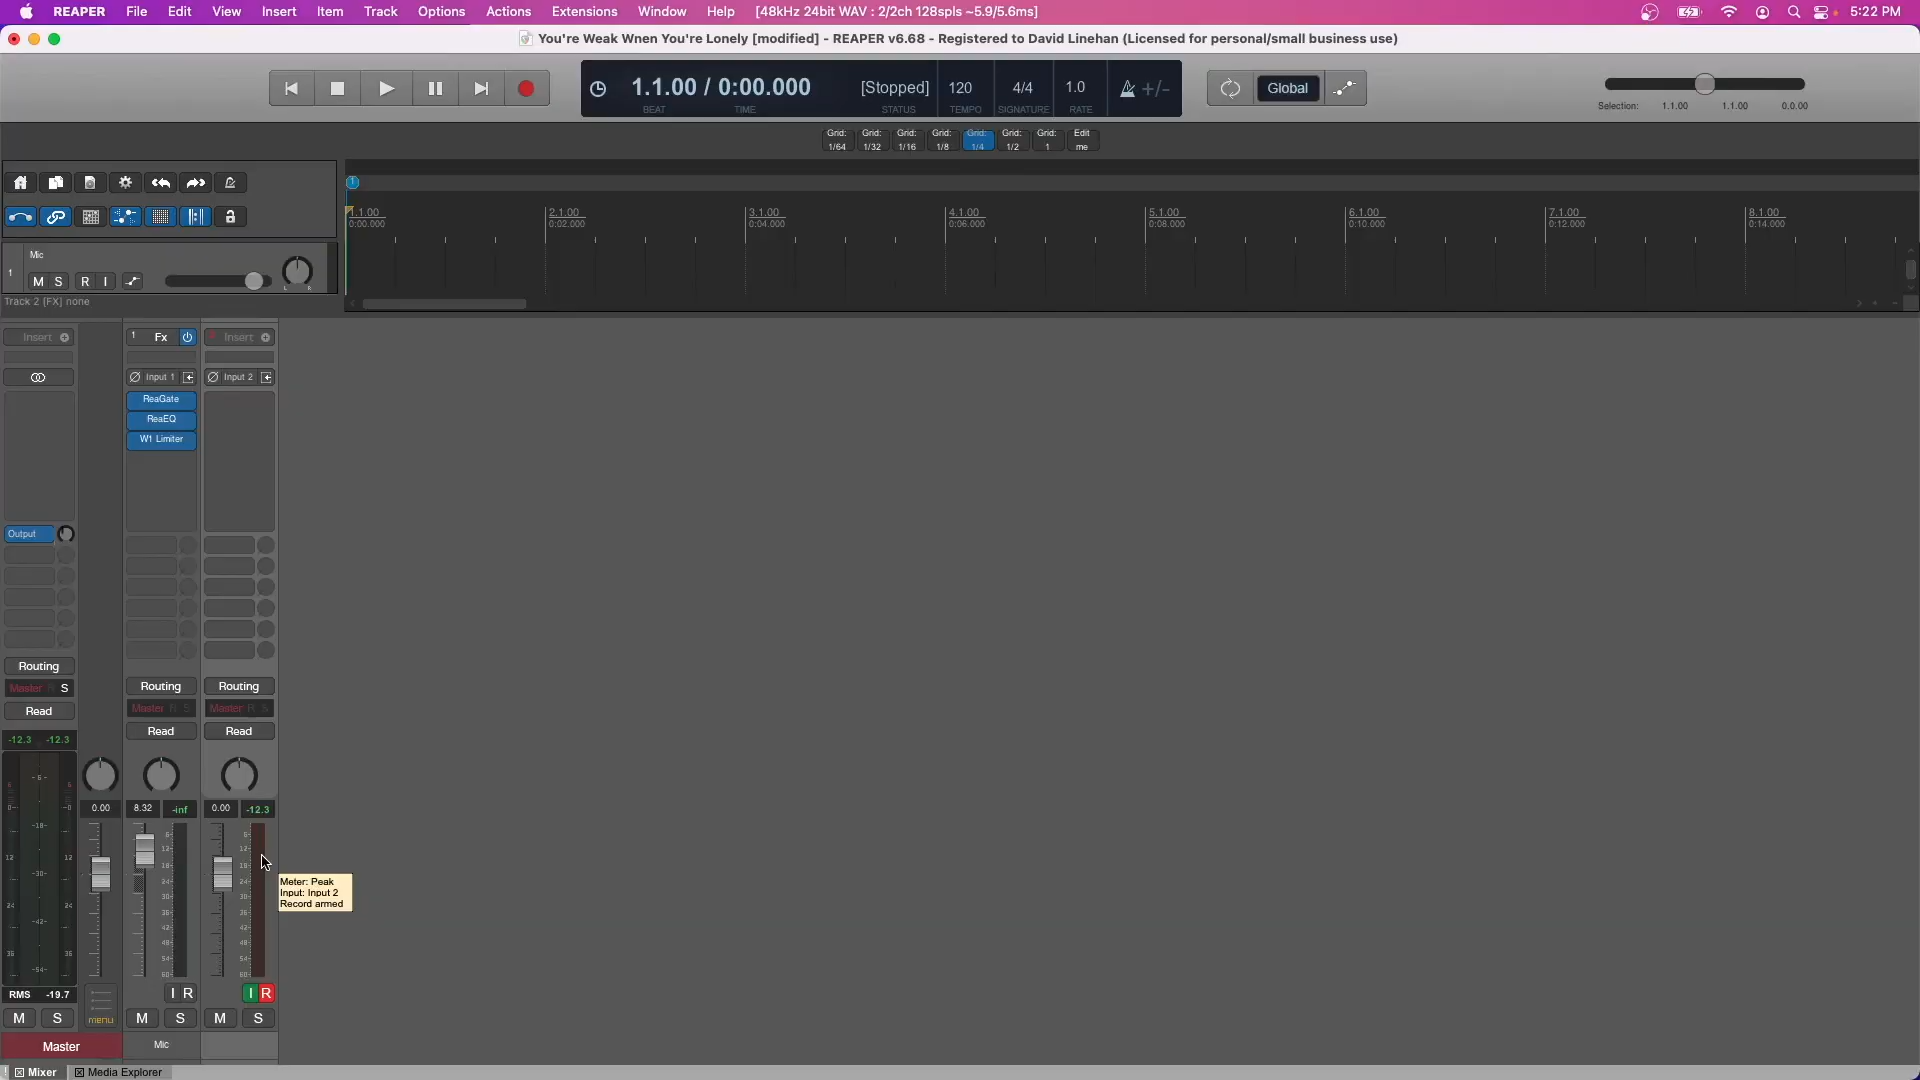 REAPER File Edit View Insert Item Track Options Actions Extensions Window Help [48kHz 24bit WAV : 2/2ch 128spls ~5.9/5.6ms] 5:22 PM
You're Weak Wnen You're Lonely [modified] - REAPER v6.68 - Registered to David Linehan (Licensed for personal/small business use)
1.1.00 / 0:00.000 [Stopped] 120 4/4 1.0 +/- Global
BEAT TIME STATUS TEMPO SIGNATURE RATE
Selection: 1.1.00 1.1.00 0.0.00
Grid: Grid: Grid: Grid: Grid: Grid: Grid: Edit
1/64 1/32 1/16 1/8 1/4 1/2 1 me
1.1.00 2.1.00 3.1.00 4.1.00 5.1.00 6.1.00 7.1.00 8.1.00
0:00.000 0:02.000 0:04.000 0:06.000 0:08.000 0:10.000 0:12.000 0:14.000
Mic
1
M S R I
L R
Track 2 [FX] none
Insert 1 Fx Insert
Input 1 Input 2
ReaGate
ReaEQ
W1 Limiter
Output
Routing
Master R S
Read
Routing Routing
Master R S Master R S
Read Read
-12.3 -12.3
0.00 8.32 -inf 0.00 -12.3
Meter: Peak
Input: Input 2
Record armed
RMS -19.7
I R I R
menu
M S M S M S
Master Mic
Mixer Media Explorer